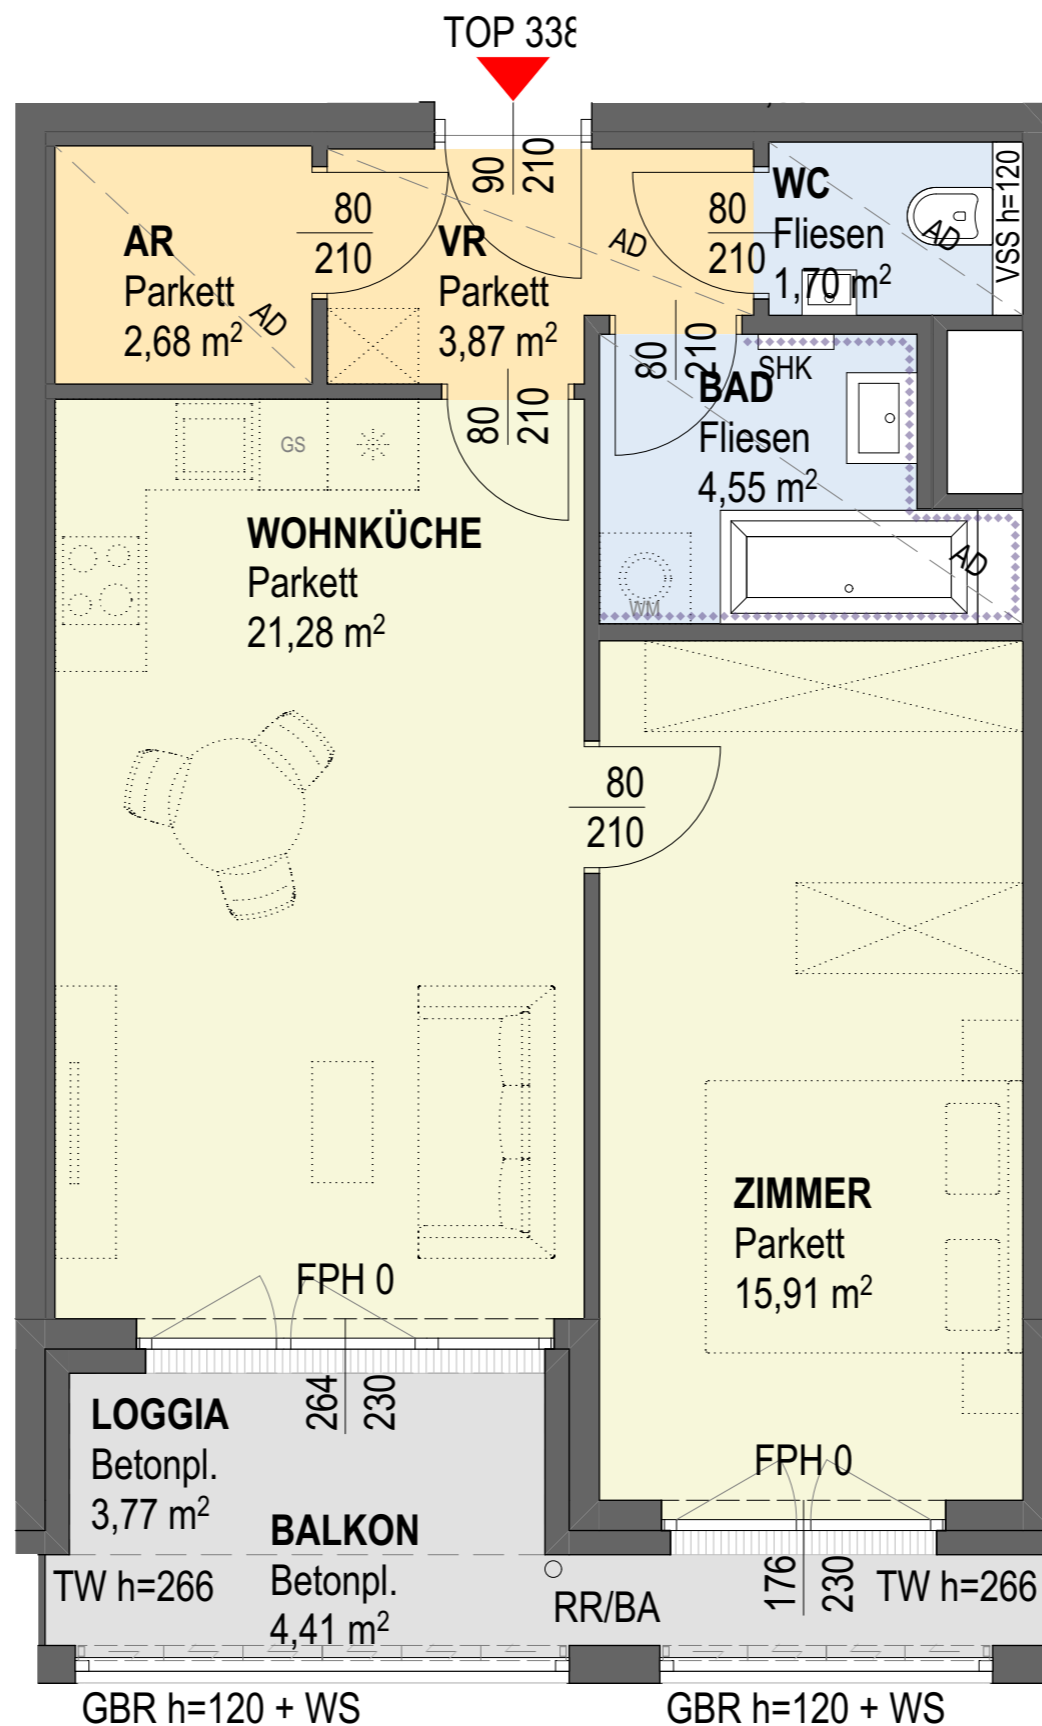 TOP 338
90
210
AR
Parkett
2,68 m²
AD
80
210
VR
Parkett
3,87 m²
AD
80
210
WC
Fliesen
1,70 m²
AD
VSS h=120
80
210
80
210
SHK
BAD
Fliesen
4,55 m²
AD
WM
GS
WOHNKÜCHE
Parkett
21,28 m²
80
210
ZIMMER
Parkett
15,91 m²
FPH 0
264
230
FPH 0
176
230
LOGGIA
Betonpl.
3,77 m²
BALKON
Betonpl.
4,41 m²
TW h=266
RR/BA
TW h=266
GBR h=120 + WS
GBR h=120 + WS